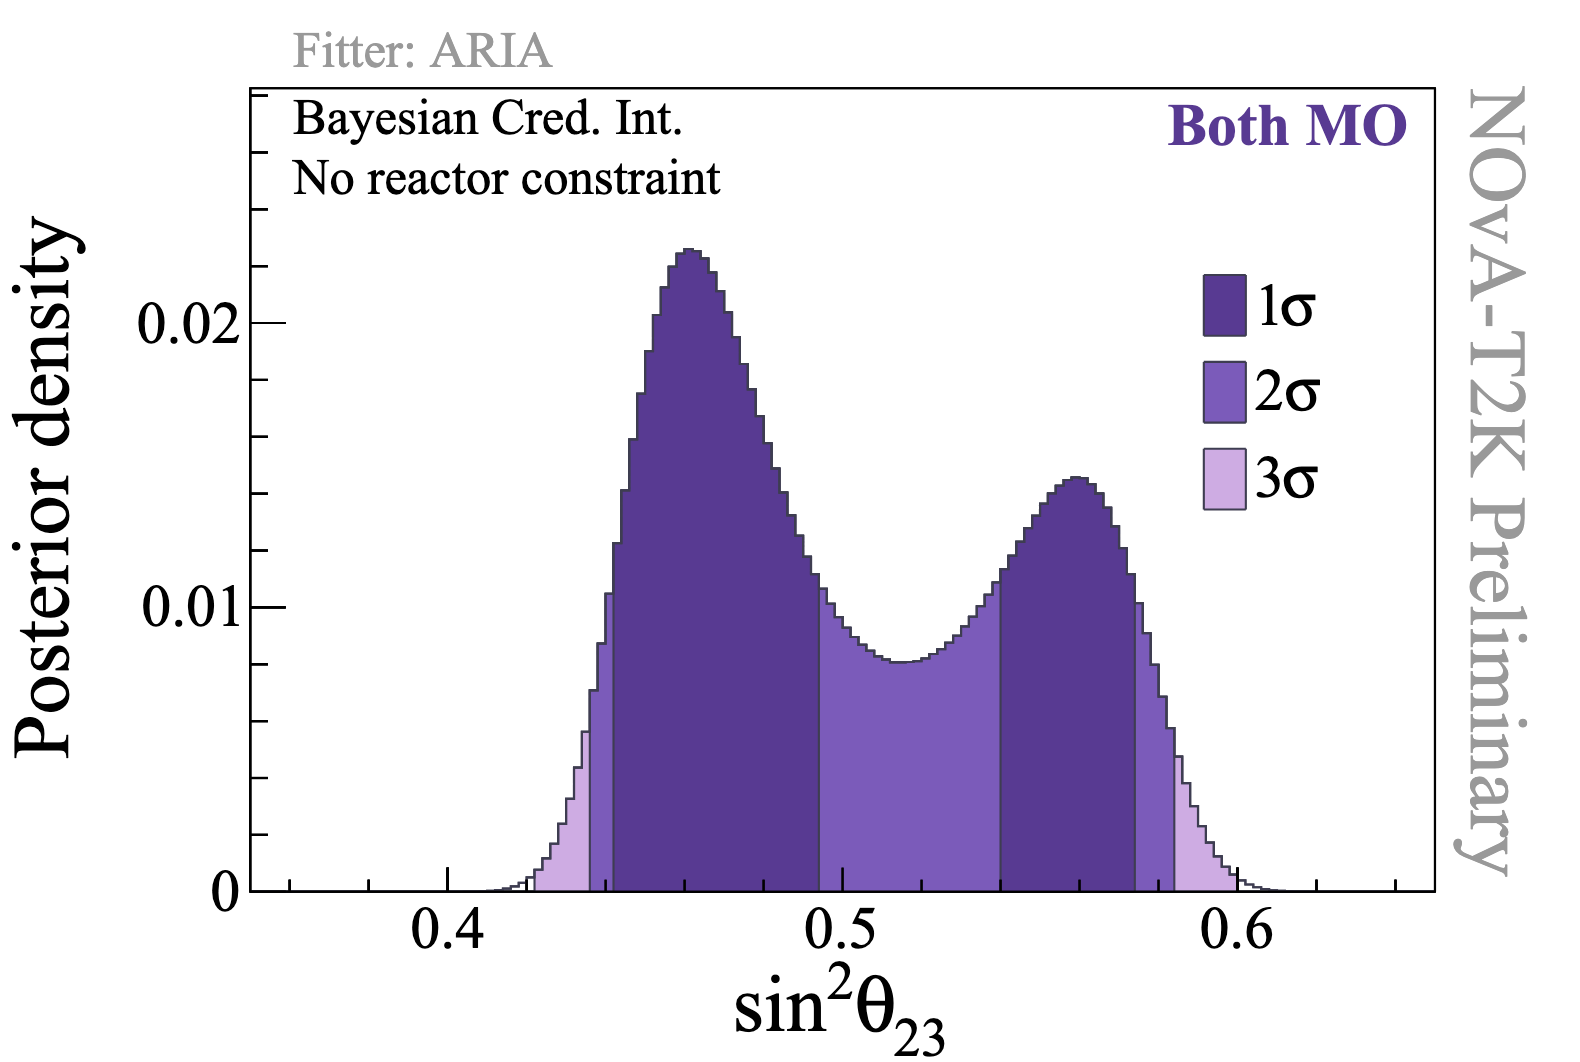 Fitter: ARIA
Bayesian Cred. Int.
No reactor constraint
Both MO
NOvA-T2K Preliminary
Posterior density
0.02
0.01
0
1σ
2σ
3σ
0.4
0.5
0.6
sin²θ₂₃